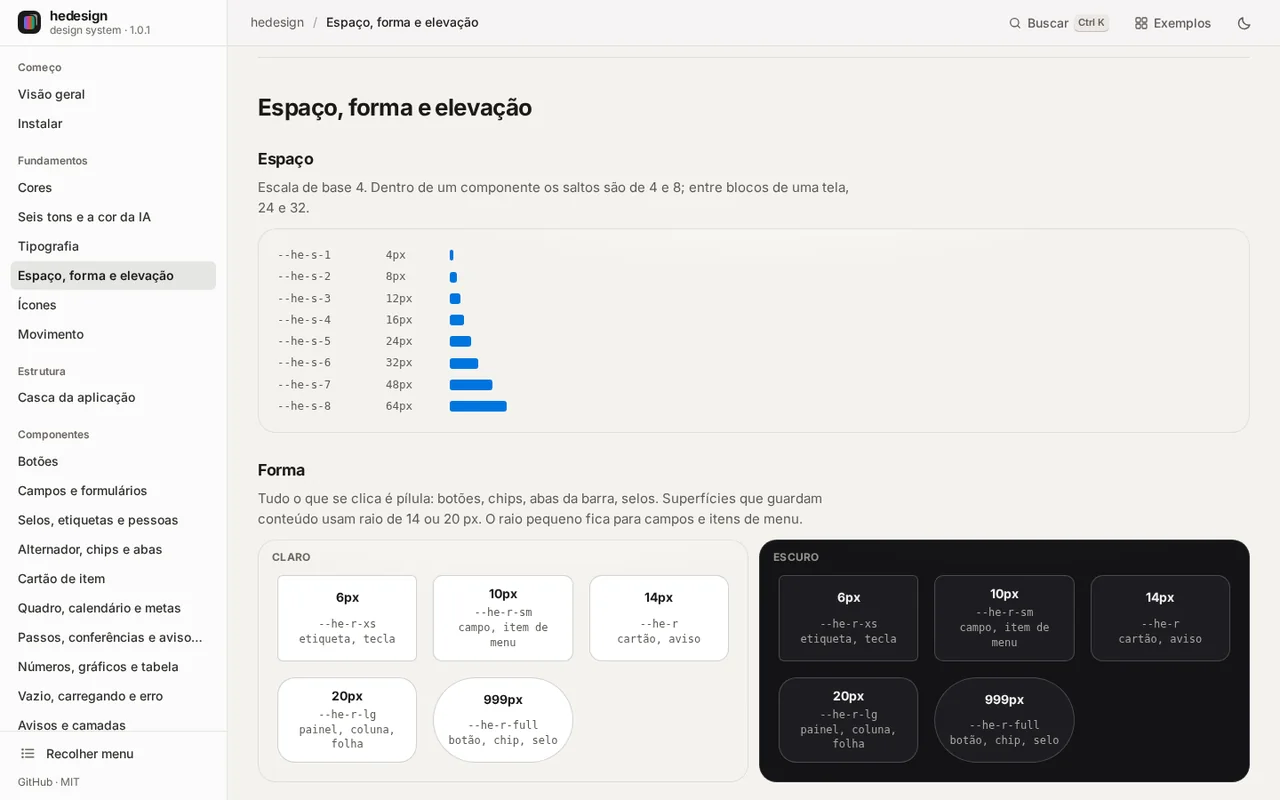 hedesign
design system · 1.0.1
hedesign / Espaço, forma e elevação
Buscar Ctrl K
Exemplos
Começo
Visão geral
Instalar
Fundamentos
Cores
Seis tons e a cor da IA
Tipografia
Espaço, forma e elevação
Ícones
Movimento
Estrutura
Casca da aplicação
Componentes
Botões
Campos e formulários
Selos, etiquetas e pessoas
Alternador, chips e abas
Cartão de item
Quadro, calendário e metas
Passos, conferências e aviso...
Números, gráficos e tabela
Vazio, carregando e erro
Avisos e camadas
Recolher menu
GitHub · MIT
Espaço, forma e elevação
Espaço
Escala de base 4. Dentro de um componente os saltos são de 4 e 8; entre blocos de uma tela,
24 e 32.
--he-s-1 4px
--he-s-2 8px
--he-s-3 12px
--he-s-4 16px
--he-s-5 24px
--he-s-6 32px
--he-s-7 48px
--he-s-8 64px
Forma
Tudo o que se clica é pílula: botões, chips, abas da barra, selos. Superfícies que guardam
conteúdo usam raio de 14 ou 20 px. O raio pequeno fica para campos e itens de menu.
CLARO
6px
--he-r-xs
etiqueta, tecla
10px
--he-r-sm
campo, item de
menu
14px
--he-r
cartão, aviso
20px
--he-r-lg
painel, coluna,
folha
999px
--he-r-full
botão, chip, selo
ESCURO
6px
--he-r-xs
etiqueta, tecla
10px
--he-r-sm
campo, item de
menu
14px
--he-r
cartão, aviso
20px
--he-r-lg
painel, coluna,
folha
999px
--he-r-full
botão, chip, selo